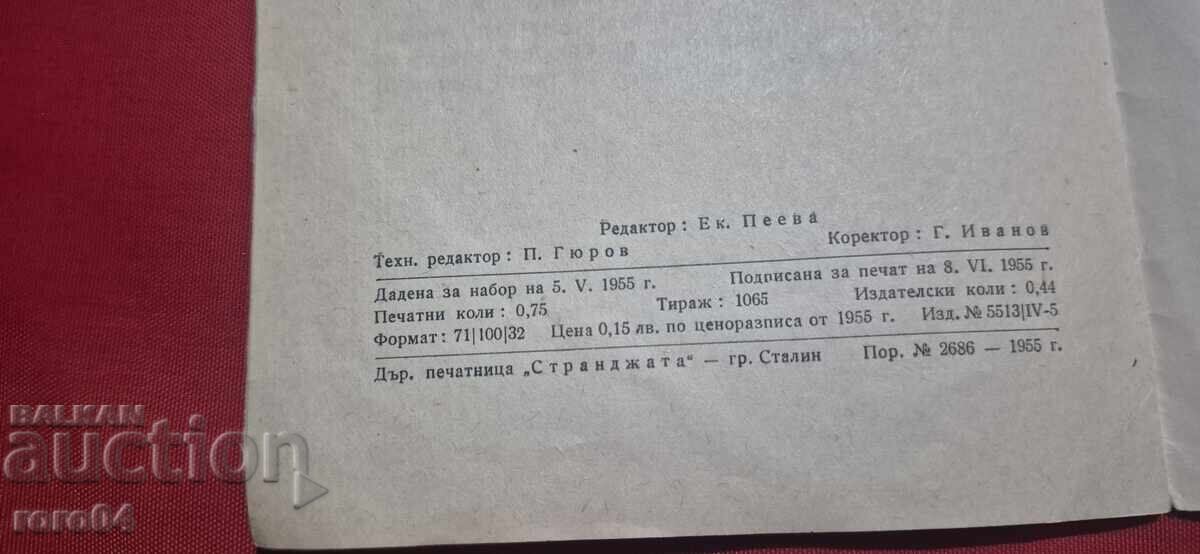 Редактор : Ек. Пеева
Техн. редактор : П. Гюров Коректор : Г. Иванов
Дадена за набор на 5. V. 1955 г. Подписана за печат на 8. VI. 1955 г.
Печатни коли : 0,75 Тираж : 1065 Издателски коли : 0,44
Формат : 71|100|32 Цена 0,15 лв. по ценоразписа от 1955 г. Изд. № 5513|IV-5
Дър. печатница „Странджата“ — гр. Сталин Пор. № 2686 — 1955 г.
BALKAN
auction
roro04